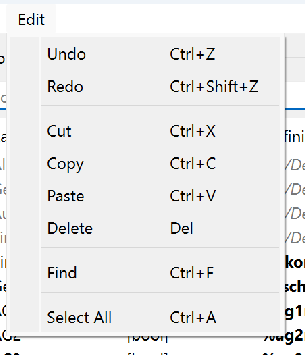 Edit
Undo Ctrl+Z
Redo Ctrl+Shift+Z
Cut Ctrl+X
Copy Ctrl+C
Paste Ctrl+V
Delete Del
Find Ctrl+F
Select All Ctrl+A